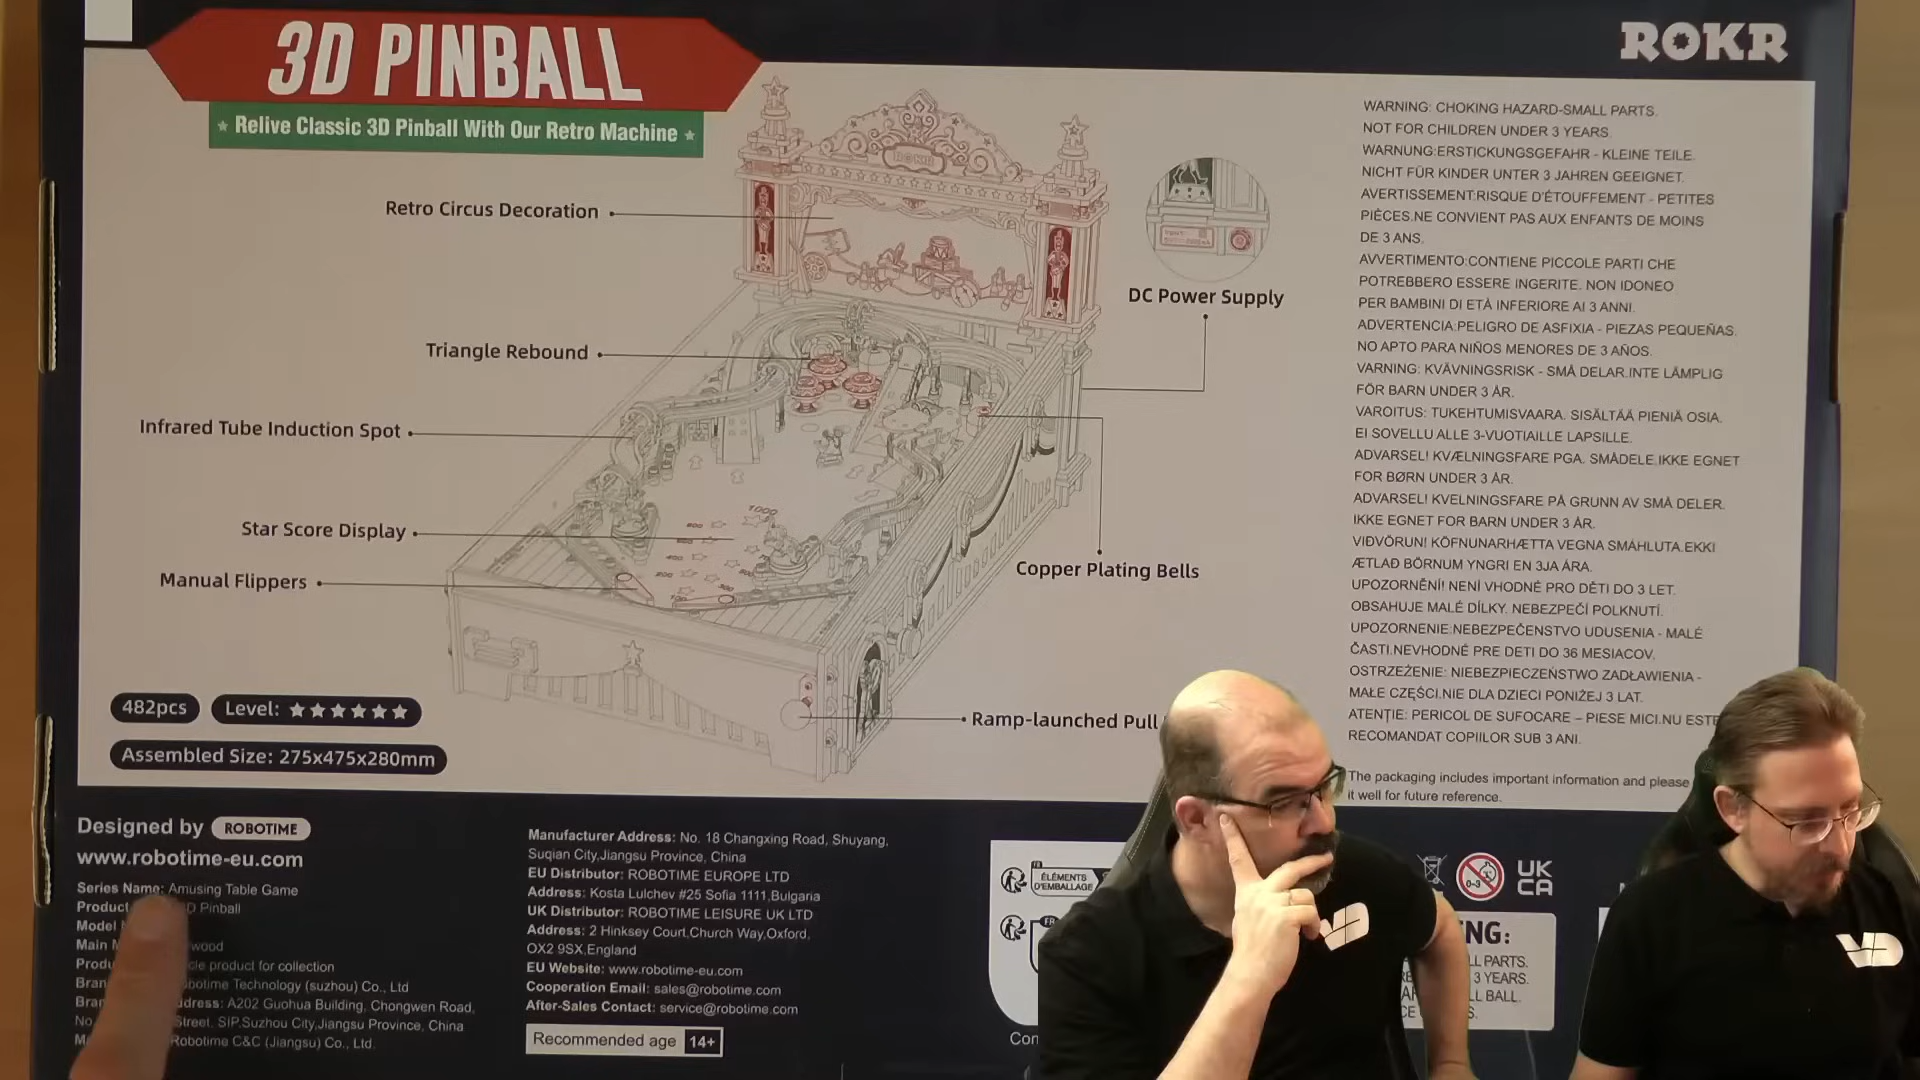 3D PINBALL
ROKR
★ Relive Classic 3D Pinball With Our Retro Machine ★
ROKR
Retro Circus Decoration
DC Power Supply
Triangle Rebound
Infrared Tube Induction Spot
Star Score Display
1000
Manual Flippers
Copper Plating Bells
Ramp-launched Pull
482pcs
Level: ★★★★★★
Assembled Size: 275x475x280mm
WARNING: CHOKING HAZARD-SMALL PARTS.
NOT FOR CHILDREN UNDER 3 YEARS.
WARNUNG:ERSTICKUNGSGEFAHR - KLEINE TEILE.
NICHT FÜR KINDER UNTER 3 JAHREN GEEIGNET.
AVERTISSEMENT:RISQUE D'ÉTOUFFEMENT - PETITES
PIÈCES.NE CONVIENT PAS AUX ENFANTS DE MOINS
DE 3 ANS.
AVVERTIMENTO:CONTIENE PICCOLE PARTI CHE
POTREBBERO ESSERE INGERITE. NON IDONEO
PER BAMBINI DI ETÀ INFERIORE AI 3 ANNI.
ADVERTENCIA:PELIGRO DE ASFIXIA - PIEZAS PEQUEÑAS.
NO APTO PARA NIÑOS MENORES DE 3 AÑOS.
VARNING: KVÄVNINGSRISK - SMÅ DELAR.INTE LÄMPLIG
FÖR BARN UNDER 3 ÅR.
VAROITUS: TUKEHTUMISVAARA. SISÄLTÄÄ PIENIÄ OSIA.
EI SOVELLU ALLE 3-VUOTIAILLE LAPSILLE.
ADVARSEL! KVÆLNINGSFARE PGA. SMÅDELE.IKKE EGNET
FOR BØRN UNDER 3 ÅR.
ADVARSEL! KVELNINGSFARE PÅ GRUNN AV SMÅ DELER.
IKKE EGNET FOR BARN UNDER 3 ÅR.
VIÐVÖRUN! KÖFNUNARHÆTTA VEGNA SMÁHLUTA.EKKI
ÆTLAÐ BÖRNUM YNGRI EN 3JA ÁRA.
UPOZORNĚNÍ! NENÍ VHODNÉ PRO DĚTI DO 3 LET.
OBSAHUJE MALÉ DÍLKY. NEBEZPEČÍ POLKNUTÍ.
UPOZORNENIE:NEBEZPEČENSTVO UDUSENIA - MALÉ
ČASTI.NEVHODNÉ PRE DETI DO 36 MESIACOV.
OSTRZEŻENIE: NIEBEZPIECZEŃSTWO ZADŁAWIENIA -
MAŁE CZĘŚCI.NIE DLA DZIECI PONIŻEJ 3 LAT.
ATENȚIE: PERICOL DE SUFOCARE – PIESE MICI.NU ESTE
RECOMANDAT COPIILOR SUB 3 ANI.
The packaging includes important information and please
it well for future reference.
Designed by ROBOTIME
www.robotime-eu.com
Series Name: Amusing Table Game
Product D Pinball
Model
Main wood
product for collection
Technology (suzhou) Co., Ltd
A202 Guohua Building, Chongwen Road,
No. Street, SIP.Suzhou City,Jiangsu Province, China
Robotime C&C (Jiangsu) Co., Ltd.
Manufacturer Address: No. 18 Changxing Road, Shuyang,
Suqian City,Jiangsu Province, China
EU Distributor: ROBOTIME EUROPE LTD
Address: Kosta Lulchev #25 Sofia 1111,Bulgaria
UK Distributor: ROBOTIME LEISURE UK LTD
Address: 2 Hinksey Court,Church Way,Oxford,
OX2 9SX,England
EU Website: www.robotime-eu.com
Cooperation Email: sales@robotime.com
After-Sales Contact: service@robotime.com
Recommended age 14+
FR
ÉLÉMENTS
D'EMBALLAGE
FR
0-3
UK
CA
NG:
LL PARTS.
3 YEARS.
LL BALL.